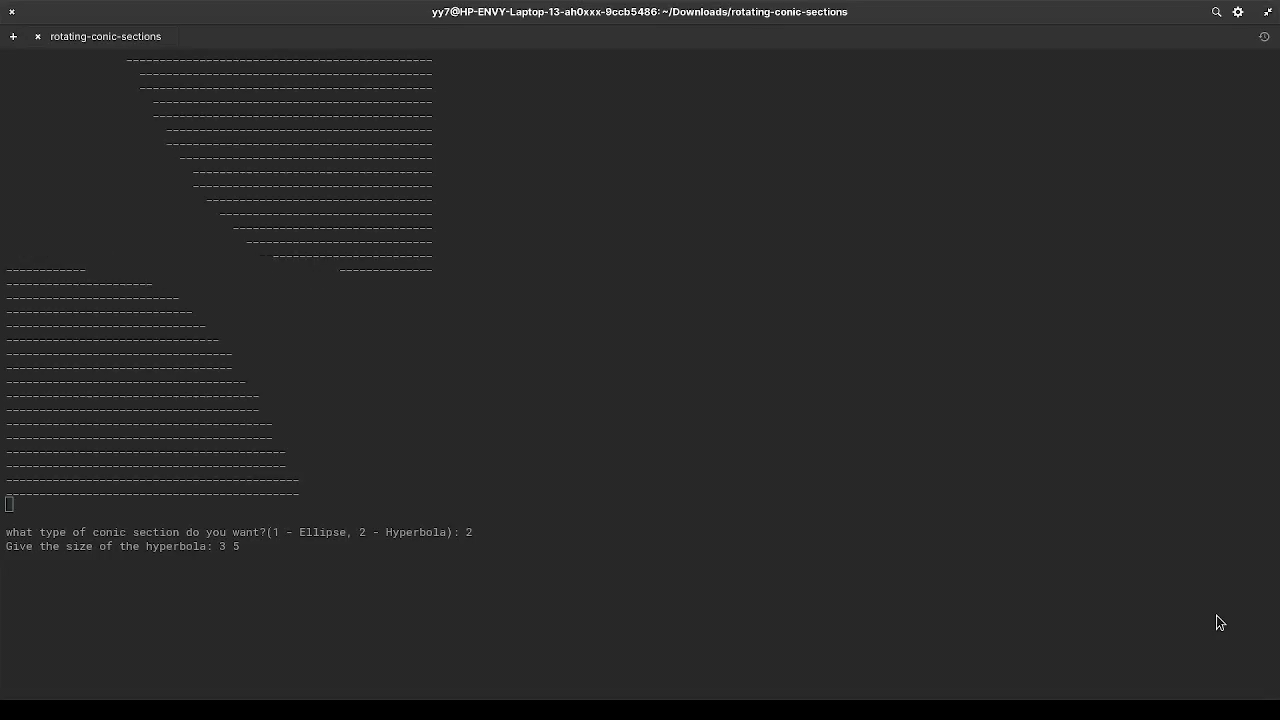 yy7@HP-ENVY-Laptop-13-ah0xxx-9ccb5486: ~/Downloads/rotating-conic-sections
rotating-conic-sections
what type of conic section do you want?(1 - Ellipse, 2 - Hyperbola): 2
Give the size of the hyperbola: 3 5